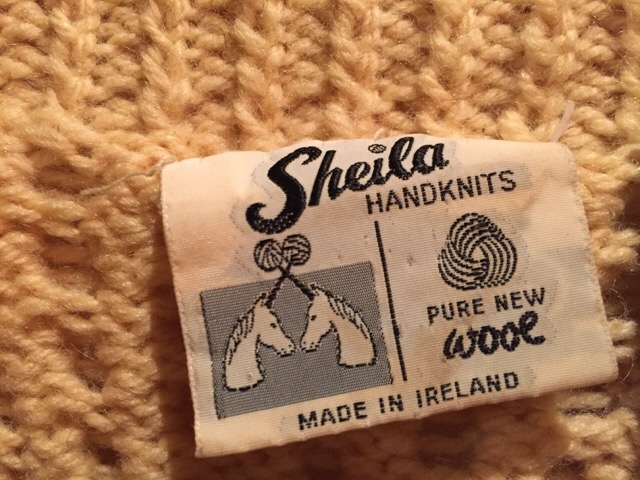 Sheila
HANDKNITS
PURE NEW
wool
MADE IN IRELAND